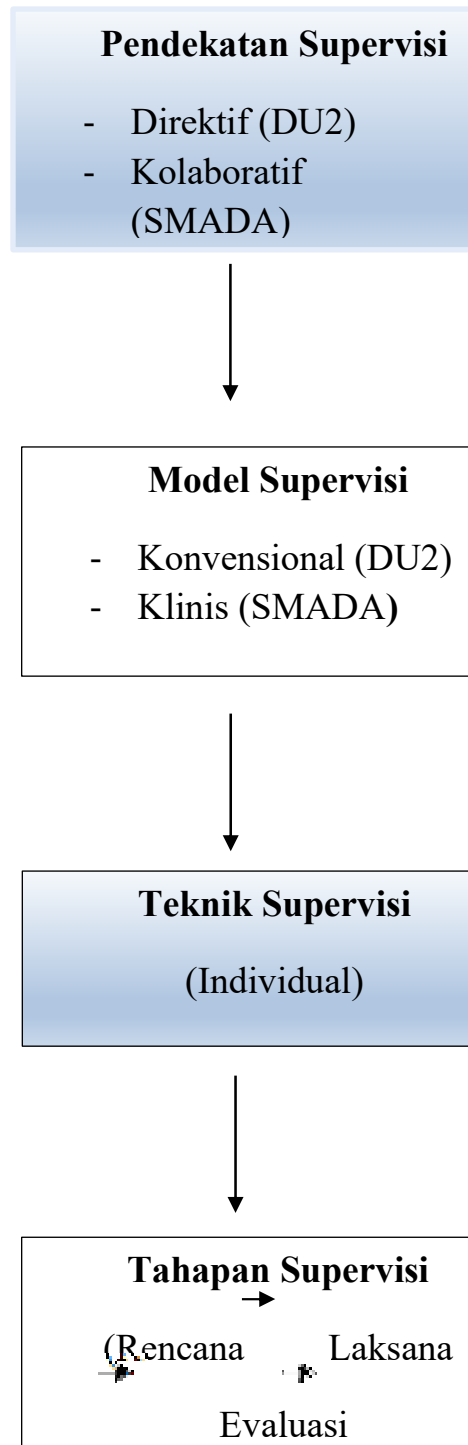 Pendekatan Supervisi
- Direktif (DU2)
- Kolaboratif
(SMADA)
Model Supervisi
- Konvensional (DU2)
- Klinis (SMADA)
Teknik Supervisi
(Individual)
Tahapan Supervisi
(Rencana Laksana
Evaluasi